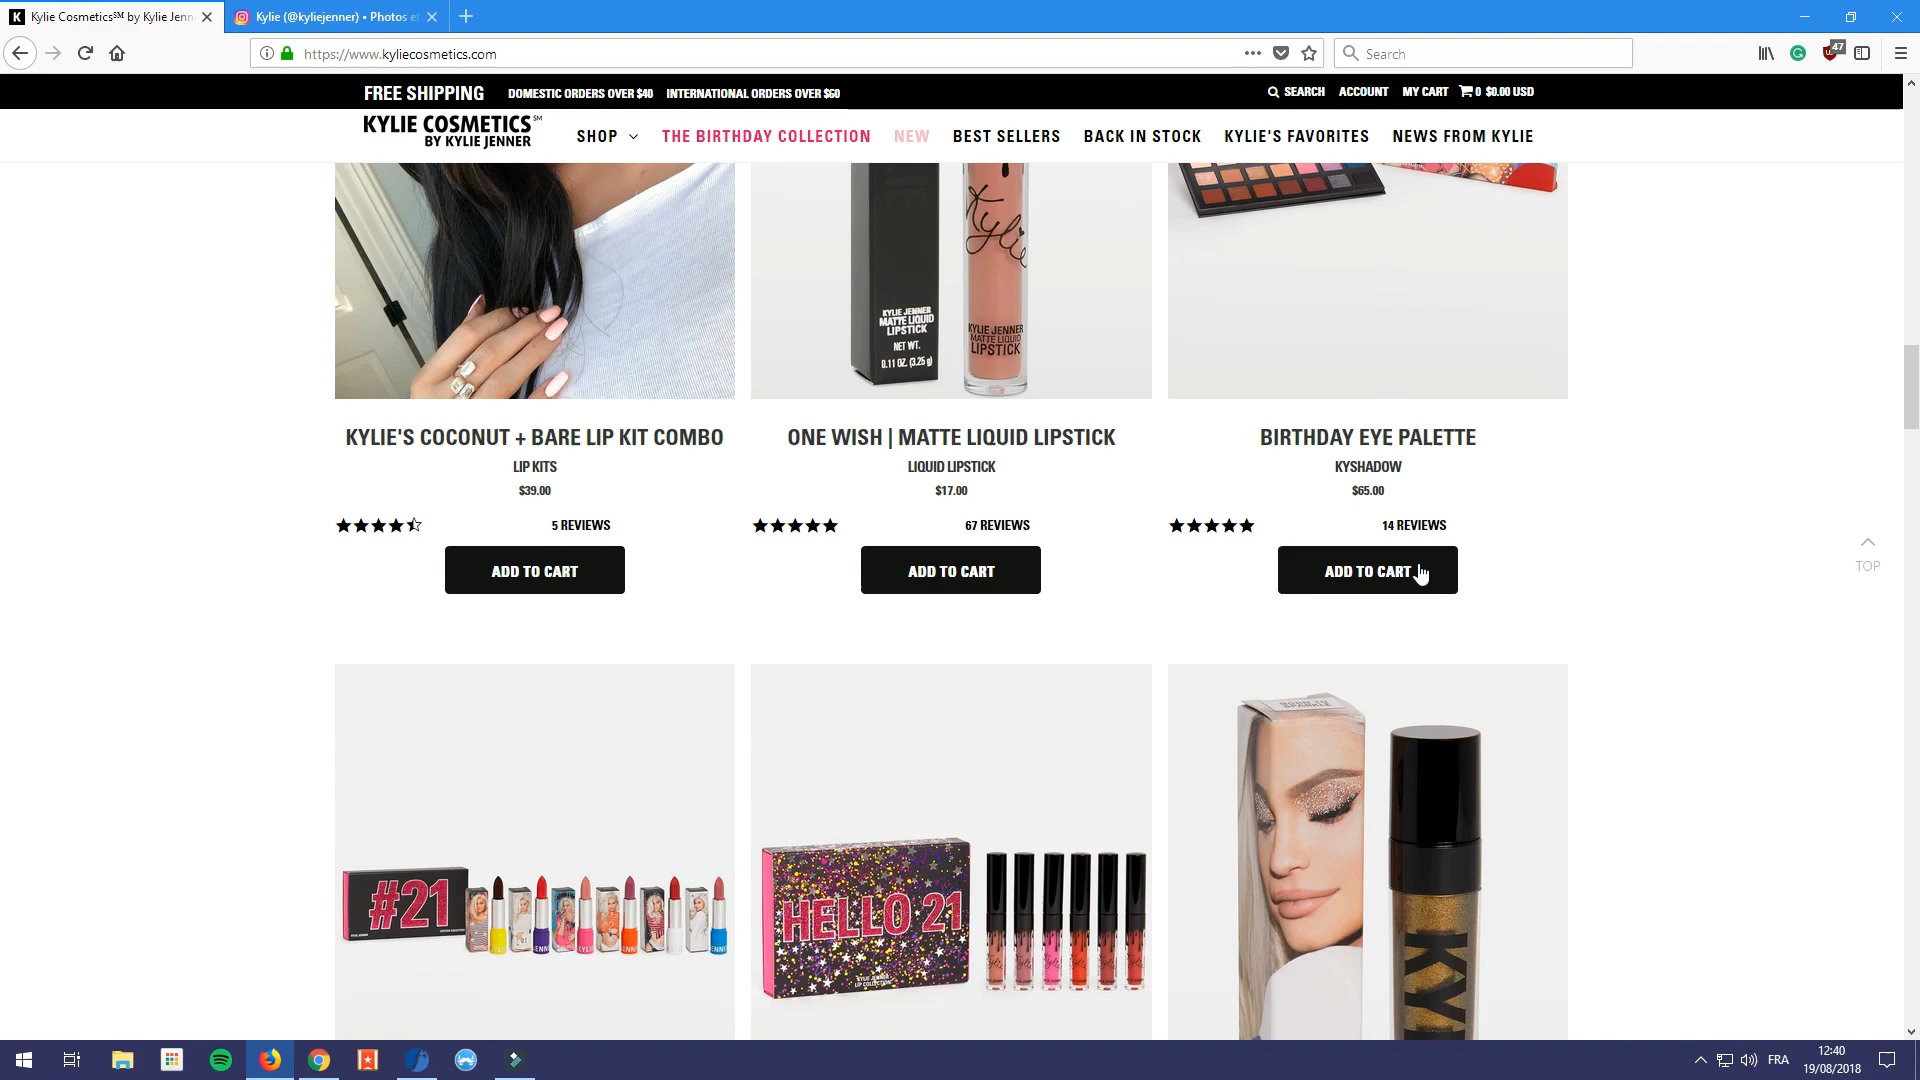 K Kylie Cosmetics℠ by Kylie Jenn
Kylie (@kyliejenner) • Photos et
https://www.kyliecosmetics.com
Search
47
FREE SHIPPING DOMESTIC ORDERS OVER $40 INTERNATIONAL ORDERS OVER $60
SEARCH ACCOUNT MY CART 0 $0.00 USD
KYLIE COSMETICS℠
BY KYLIE JENNER
SHOP THE BIRTHDAY COLLECTION NEW BEST SELLERS BACK IN STOCK KYLIE'S FAVORITES NEWS FROM KYLIE
Kylie
KYLIE JENNER
MATTE LIQUID
LIPSTICK
NET WT.
0.11 OZ. (3.25 g)
KYLIE JENNER
MATTE LIQUID
LIPSTICK
KYLIE'S COCONUT + BARE LIP KIT COMBO
LIP KITS
$39.00
5 REVIEWS
ADD TO CART
ONE WISH | MATTE LIQUID LIPSTICK
LIQUID LIPSTICK
$17.00
67 REVIEWS
ADD TO CART
BIRTHDAY EYE PALETTE
KYSHADOW
$65.00
14 REVIEWS
ADD TO CART
TOP
#21
HELLO 21
KYLIE JENNER
LIP COLLECTION
KY
FRA
12:40
19/08/2018